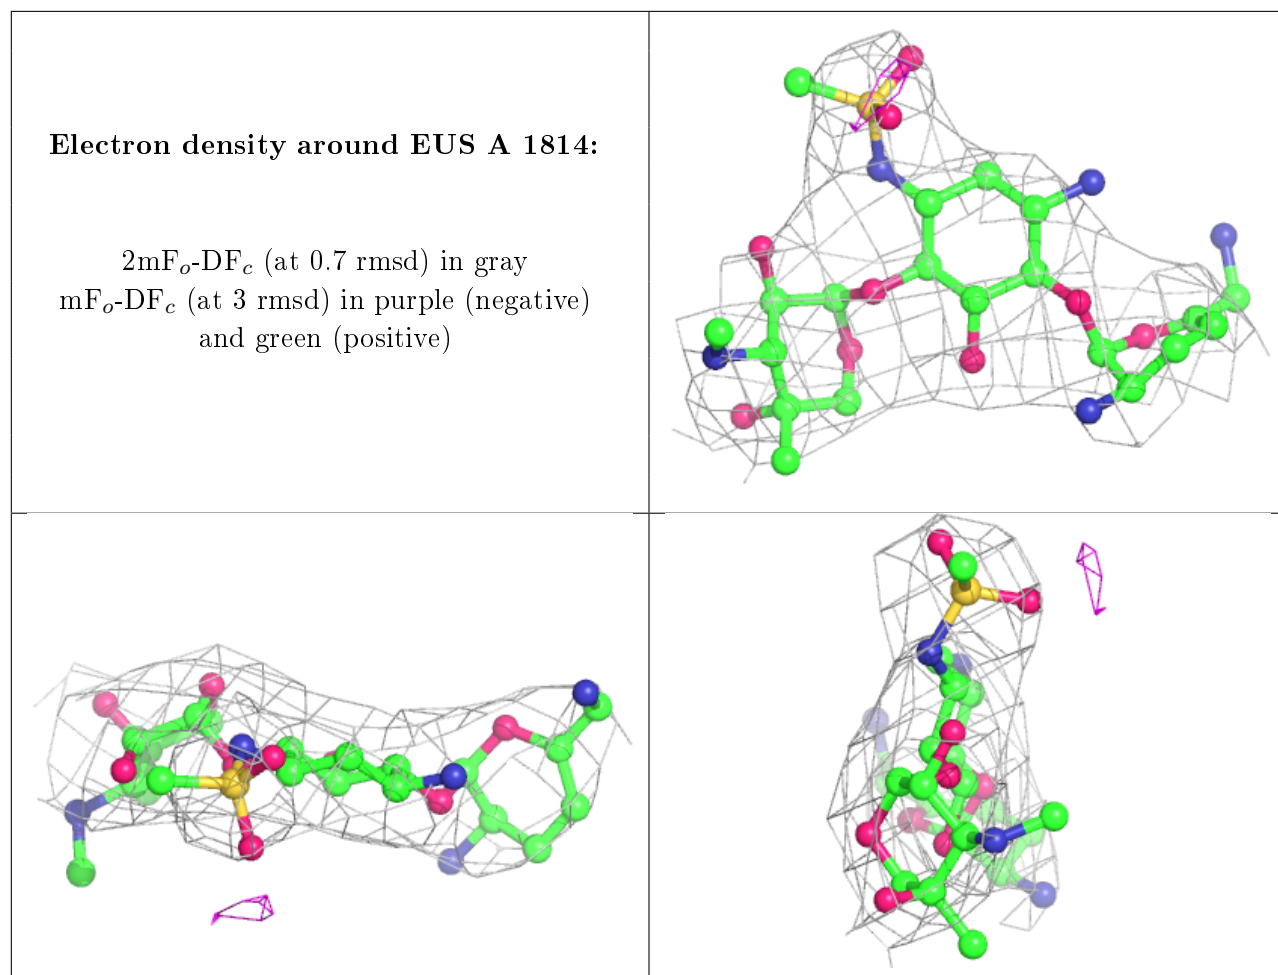 Electron density around EUS A 1814:
2mFo-DFc (at 0.7 rmsd) in gray
mFo-DFc (at 3 rmsd) in purple (negative)
and green (positive)